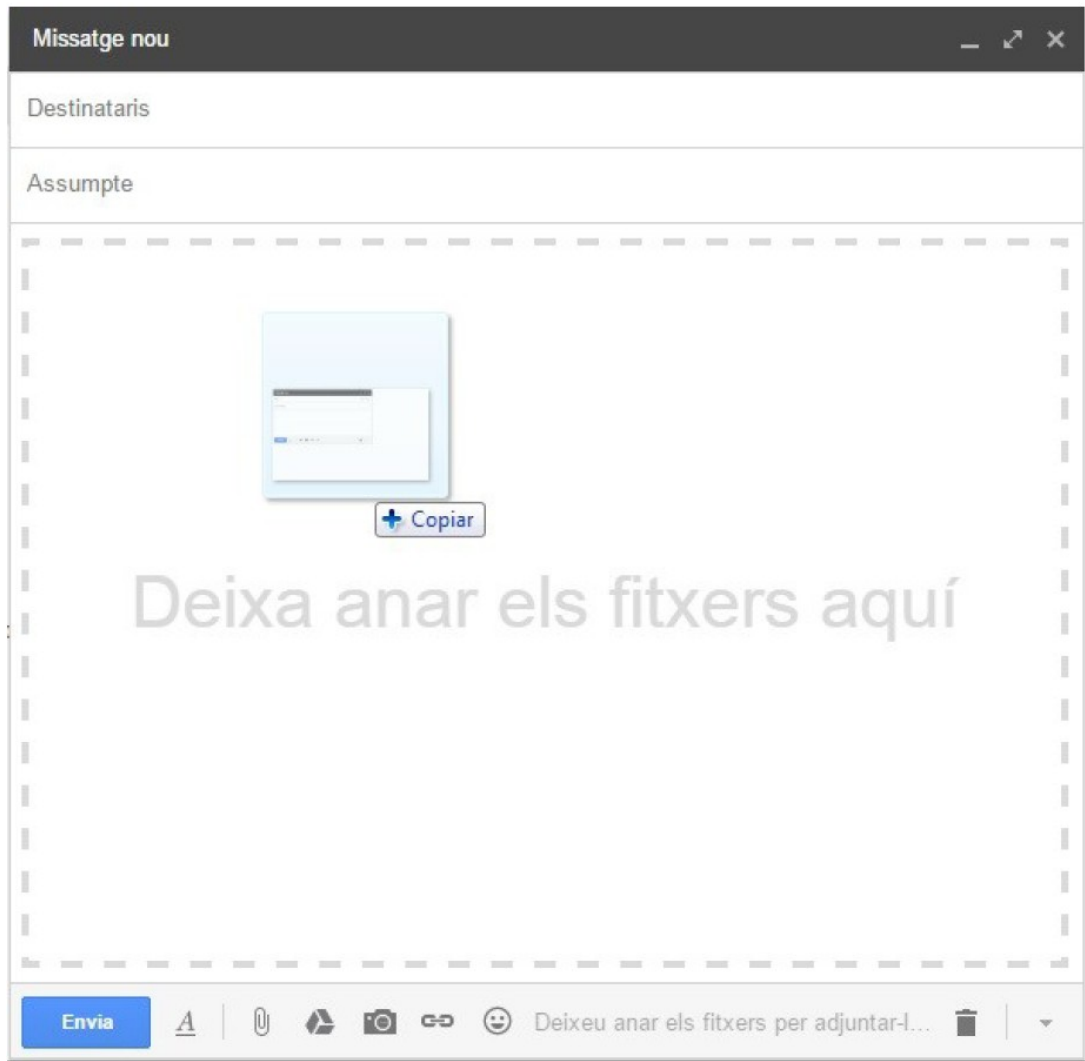 Missatge nou
Destinataris
Assumpte
Copiar
Deixa anar els fitxers aquí
Envia A Deixeu anar els fitxers per adjuntar-l...